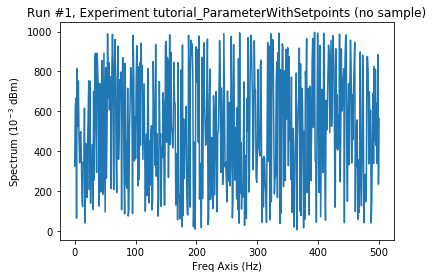 Run #1, Experiment tutorial_ParameterWithSetpoints (no sample)
1000
800
600
400
200
0
Spectrum (10⁻³ dBm)
0 100 200 300 400 500
Freq Axis (Hz)